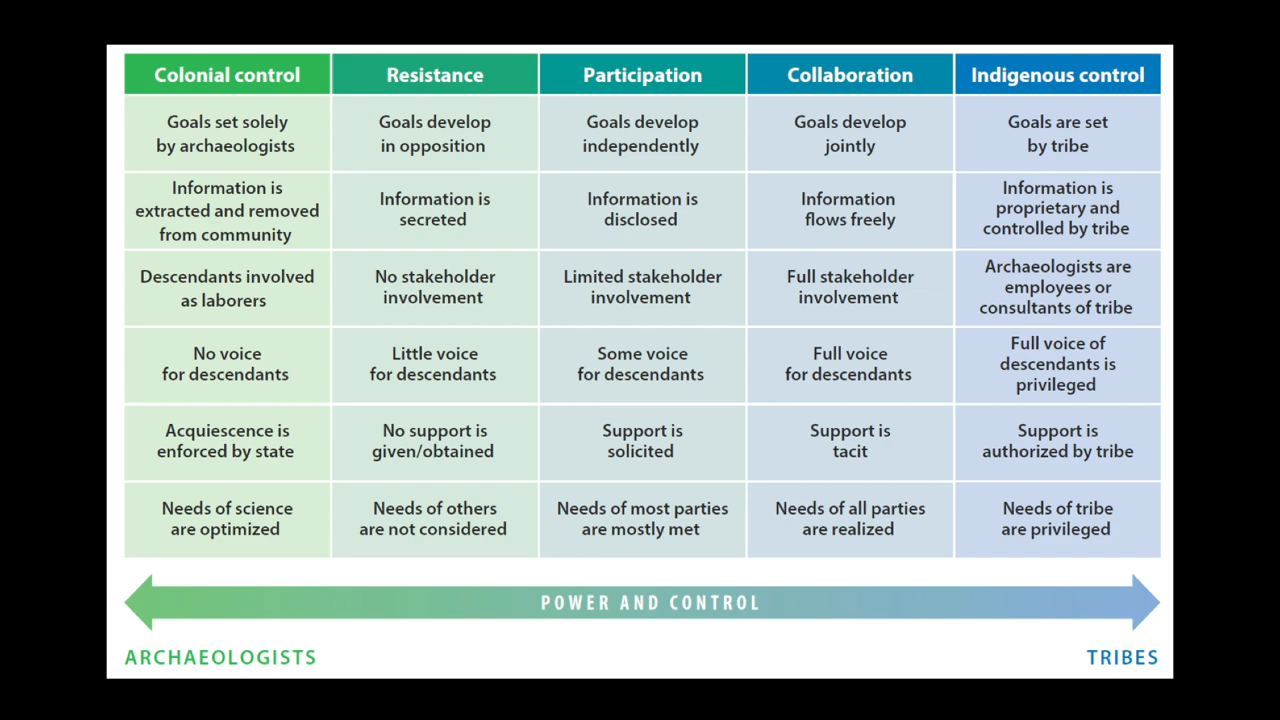 Colonial control
Resistance
Participation
Collaboration
Indigenous control
Goals set solely
by archaeologists
Goals develop
in opposition
Goals develop
independently
Goals develop
jointly
Goals are set
by tribe
Information is
extracted and removed
from community
Information is
secreted
Information is
disclosed
Information
flows freely
Information is
proprietary and
controlled by tribe
Descendants involved
as laborers
No stakeholder
involvement
Limited stakeholder
involvement
Full stakeholder
involvement
Archaeologists are
employees or
consultants of tribe
No voice
for descendants
Little voice
for descendants
Some voice
for descendants
Full voice
for descendants
Full voice of
descendants is
privileged
Acquiescence is
enforced by state
No support is
given/obtained
Support is
solicited
Support is
tacit
Support is
authorized by tribe
Needs of science
are optimized
Needs of others
are not considered
Needs of most parties
are mostly met
Needs of all parties
are realized
Needs of tribe
are privileged
POWER AND CONTROL
ARCHAEOLOGISTS
TRIBES